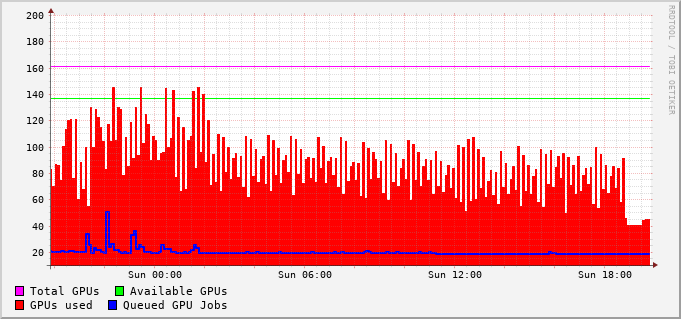 200
180
160
140
120
100
80
60
40
20
Sun 00:00 Sun 06:00 Sun 12:00 Sun 18:00
Total GPUs Available GPUs
GPUs used Queued GPU Jobs
RRDTOOL / TOBI OETIKER